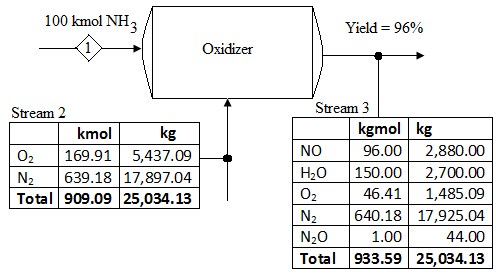 100 kmol NH3
Yield = 96%
1
Oxidizer
Stream 2
kmol kg
O2 169.91 5,437.09
N2 639.18 17,897.04
Total 909.09 25,034.13
Stream 3
kgmol kg
NO 96.00 2,880.00
H2O 150.00 2,700.00
O2 46.41 1,485.09
N2 640.18 17,925.04
N2O 1.00 44.00
Total 933.59 25,034.13